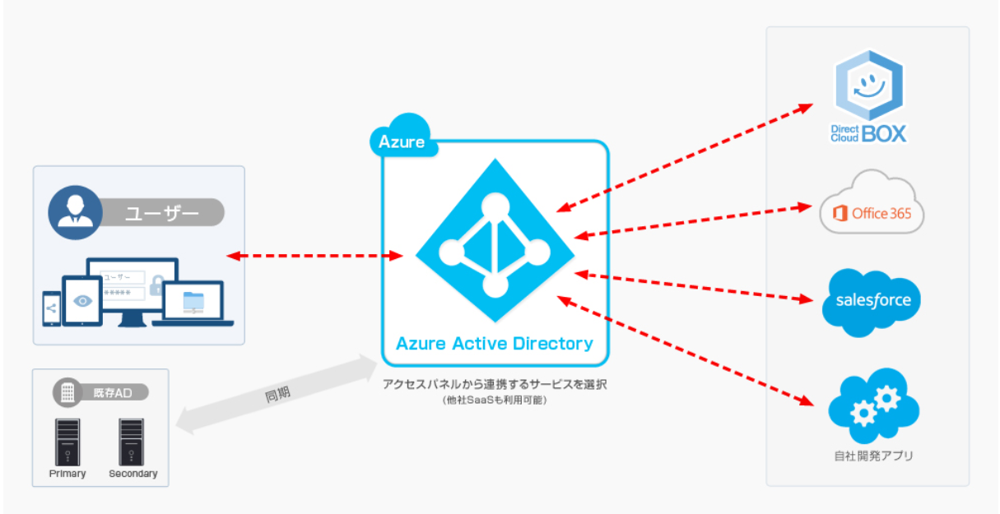 ユーザー
ユーザー
*****
既存AD
Primary
Secondary
同期
Azure
Azure Active Directory
アクセスパネルから連携するサービスを選択
(他社SaaSも利用可能)
Direct
Cloud BOX
Office 365
salesforce
自社開発アプリ